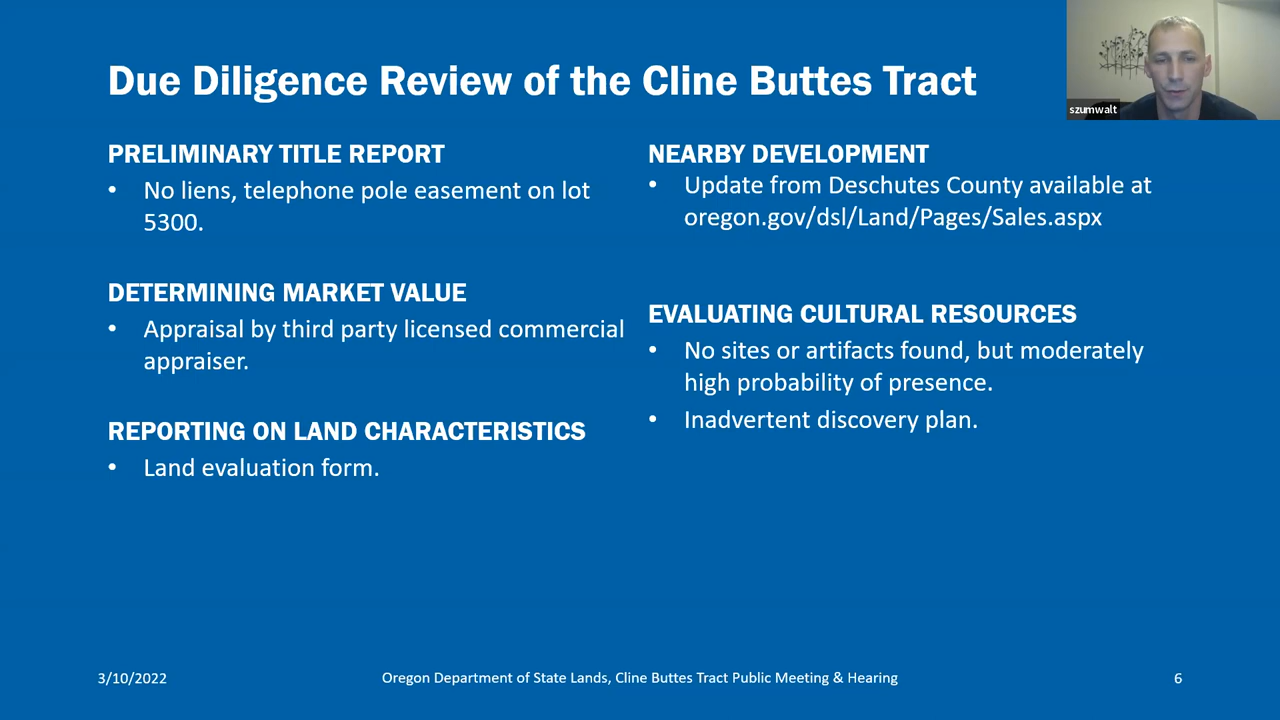 Due Diligence Review of the Cline Buttes Tract
szumwalt
PRELIMINARY TITLE REPORT
• No liens, telephone pole easement on lot
5300.
DETERMINING MARKET VALUE
• Appraisal by third party licensed commercial
appraiser.
REPORTING ON LAND CHARACTERISTICS
• Land evaluation form.
NEARBY DEVELOPMENT
• Update from Deschutes County available at
oregon.gov/dsl/Land/Pages/Sales.aspx
EVALUATING CULTURAL RESOURCES
• No sites or artifacts found, but moderately
high probability of presence.
• Inadvertent discovery plan.
3/10/2022
Oregon Department of State Lands, Cline Buttes Tract Public Meeting & Hearing
6